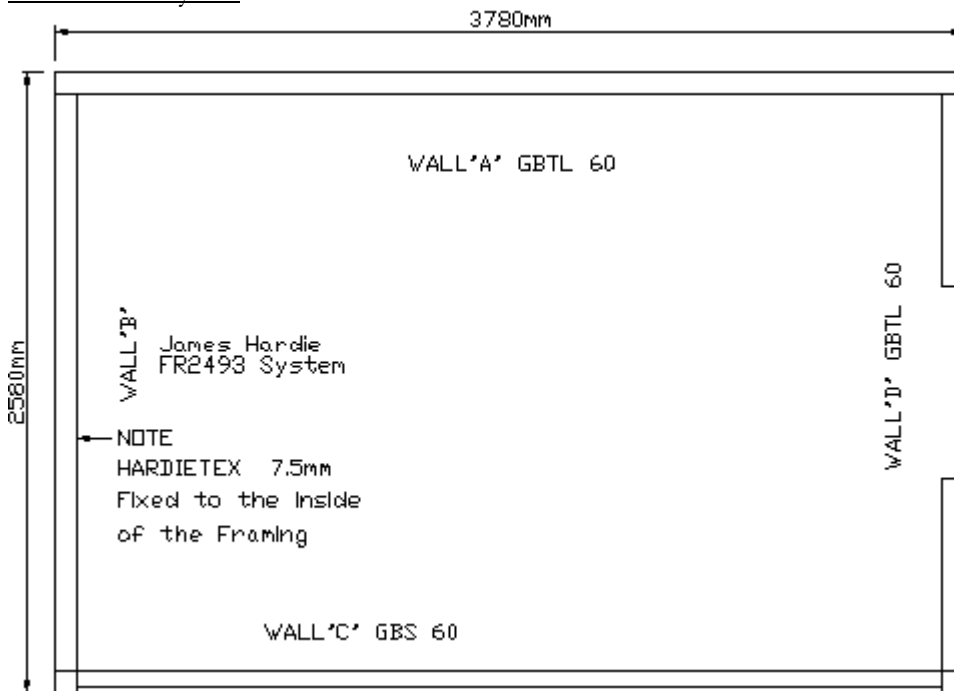 3780mm
WALL'A' GBTL 60
WALL'B'
James Hardie
FR2493 System
WALL'D' GBTL 60
2580mm
NOTE
HARDIETEX 7.5mm
Fixed to the Inside
of the Framing
WALL'C' GBS 60